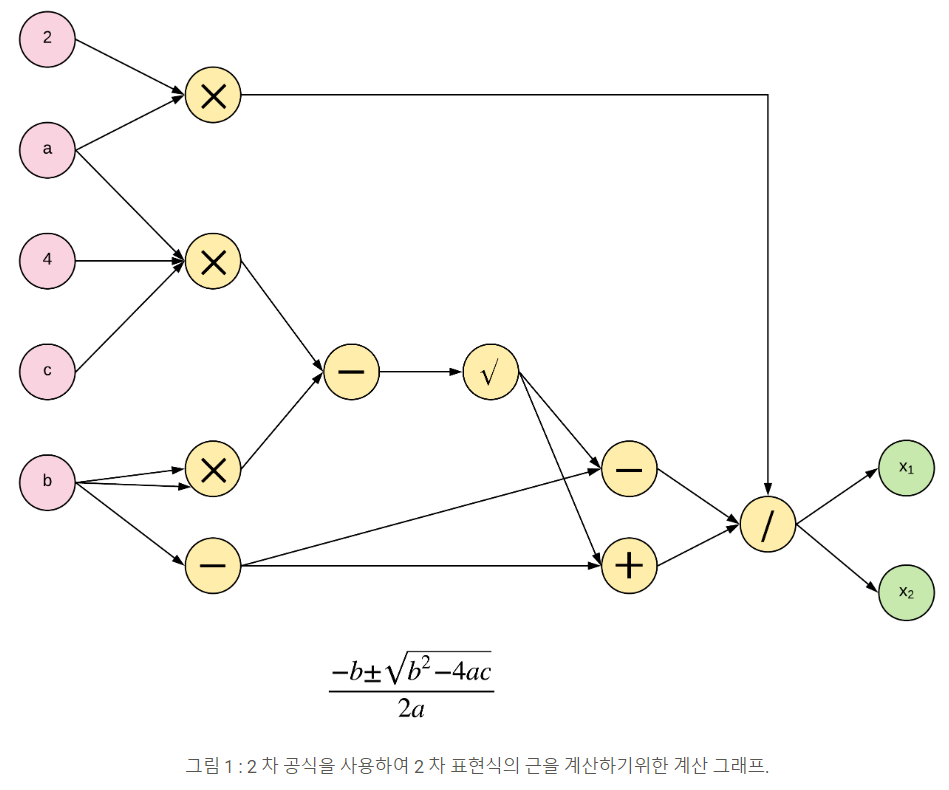 2
×
a
4
×
c
−
√
b
×
−
−
+
/
x₁
x₂
−b±√b²−4ac
2a
그림 1 : 2 차 공식을 사용하여 2 차 표현식의 근을 계산하기위한 계산 그래프.